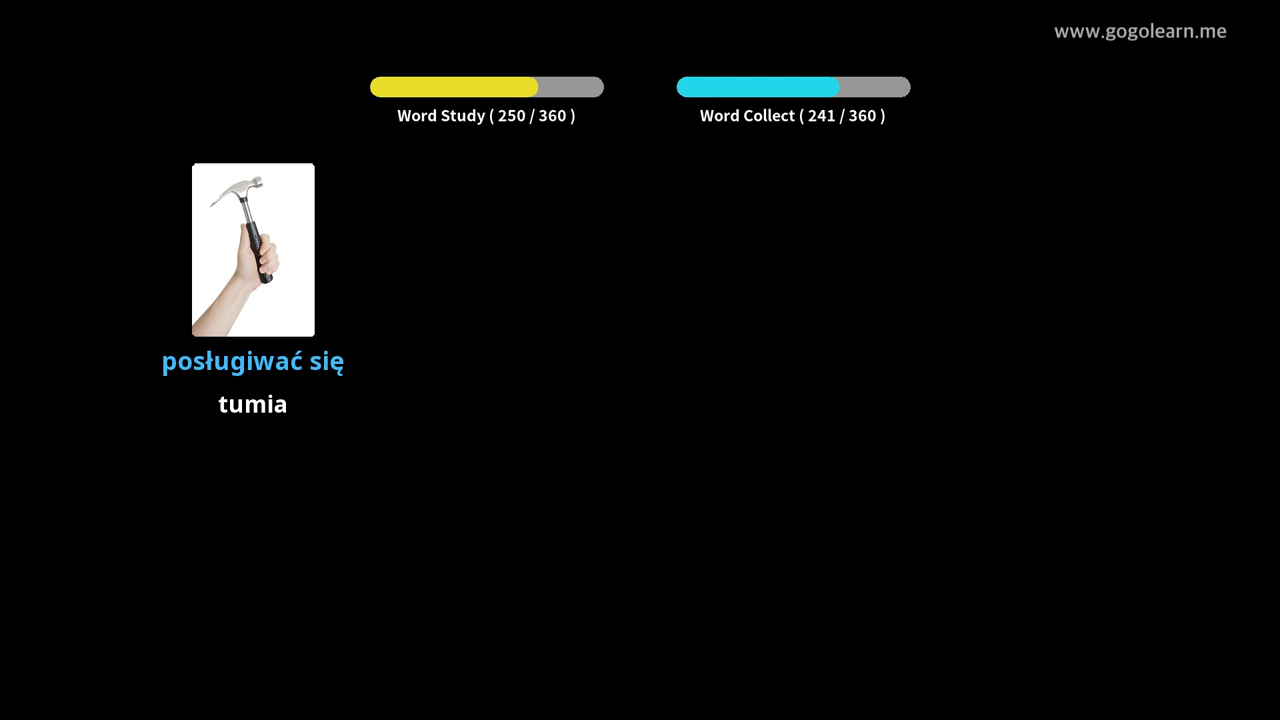 www.gogolearn.me
Word Study ( 250 / 360 )
Word Collect ( 241 / 360 )
posługiwać się
tumia